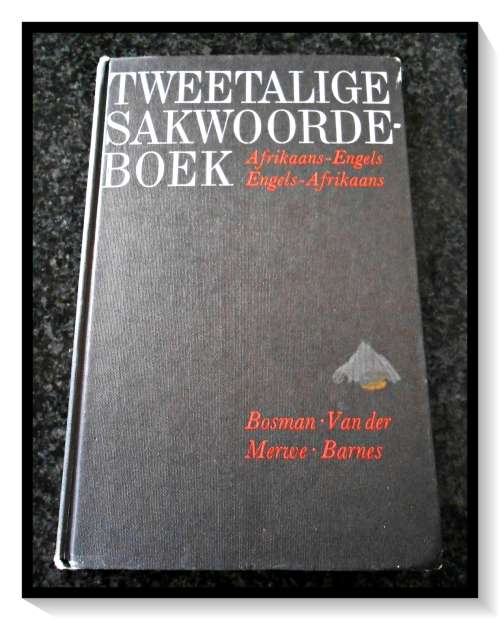 TWEETALIGE
SAKWOORDE-
BOEK
Afrikaans-Engels
Engels-Afrikaans
Bosman · Van der
Merwe · Barnes